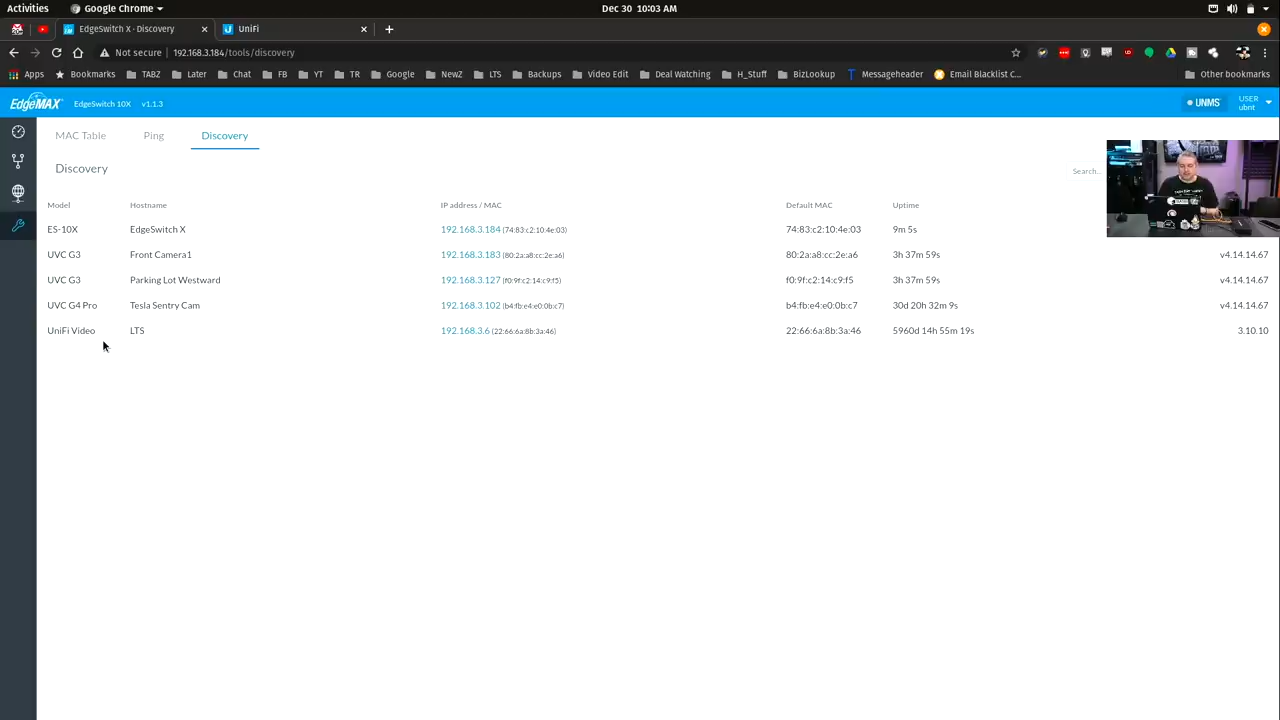 Activities Google Chrome Dec 30 10:03 AM
EdgeSwitch X - Discovery UniFi
Not secure 192.168.3.184/tools/discovery
Apps Bookmarks TABZ Later Chat FB YT TR Google NewZ LTS Backups Video Edit Deal Watching H_Stuff BizLookup Messageheader Email Blacklist C... Other bookmarks
EdgeMAX EdgeSwitch 10X v1.1.3 UNMS USER
ubnt
MAC Table Ping Discovery
Discovery Search...
Model Hostname IP address / MAC Default MAC Uptime
ES-10X EdgeSwitch X 192.168.3.184 (74:83:c2:10:4e:03) 74:83:c2:10:4e:03 9m 5s
UVC G3 Front Camera1 192.168.3.183 (80:2a:a8:cc:2e:a6) 80:2a:a8:cc:2e:a6 3h 37m 59s v4.14.14.67
UVC G3 Parking Lot Westward 192.168.3.127 (f0:9f:c2:14:c9:f5) f0:9f:c2:14:c9:f5 3h 37m 59s v4.14.14.67
UVC G4 Pro Tesla Sentry Cam 192.168.3.102 (b4:fb:e4:e0:0b:c7) b4:fb:e4:e0:0b:c7 30d 20h 32m 9s v4.14.14.67
UniFi Video LTS 192.168.3.6 (22:66:6a:8b:3a:46) 22:66:6a:8b:3a:46 5960d 14h 55m 19s 3.10.10